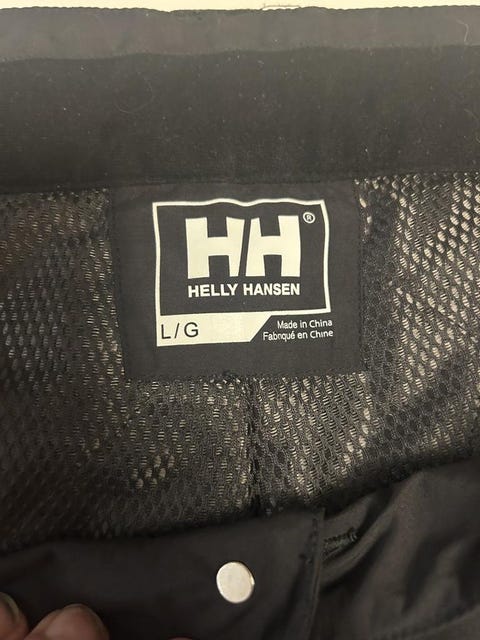 HH®
HELLY HANSEN
L/G
Made in China
Fabriqué en Chine